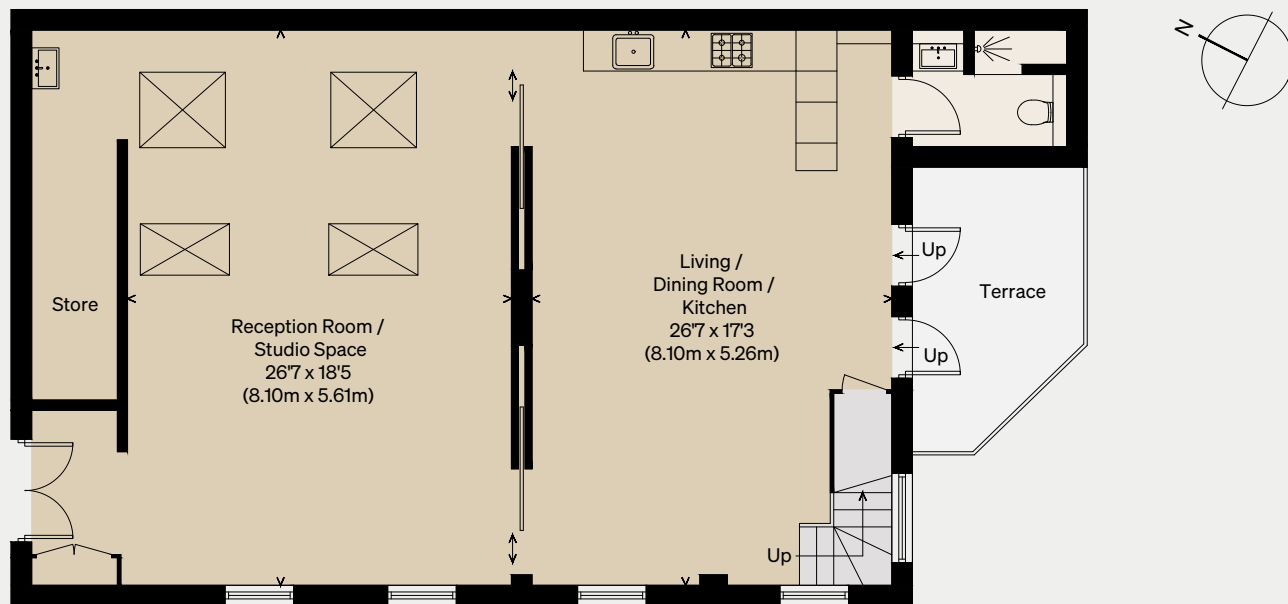 N
Store
Reception Room /
Studio Space
26'7 x 18'5
(8.10m x 5.61m)
Living /
Dining Room /
Kitchen
26'7 x 17'3
(8.10m x 5.26m)
Up
Terrace
Up
Up